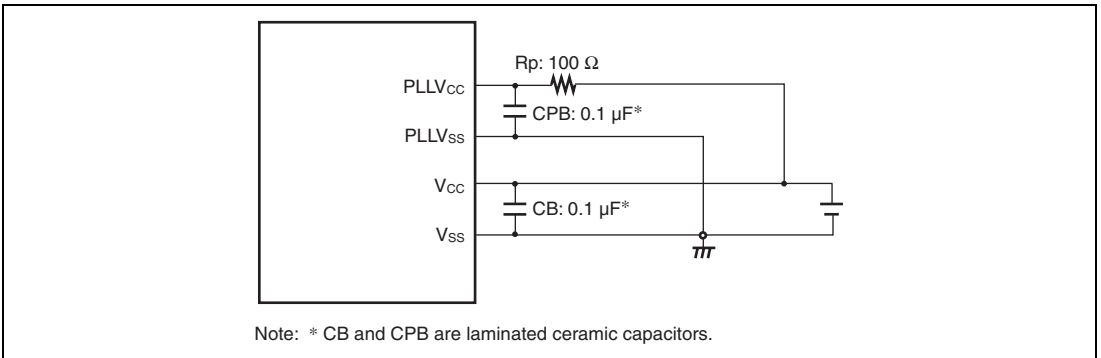 Rp: 100 Ω
PLLVCC
CPB: 0.1 µF*
PLLVSS
VCC
CB: 0.1 µF*
VSS
Note: * CB and CPB are laminated ceramic capacitors.